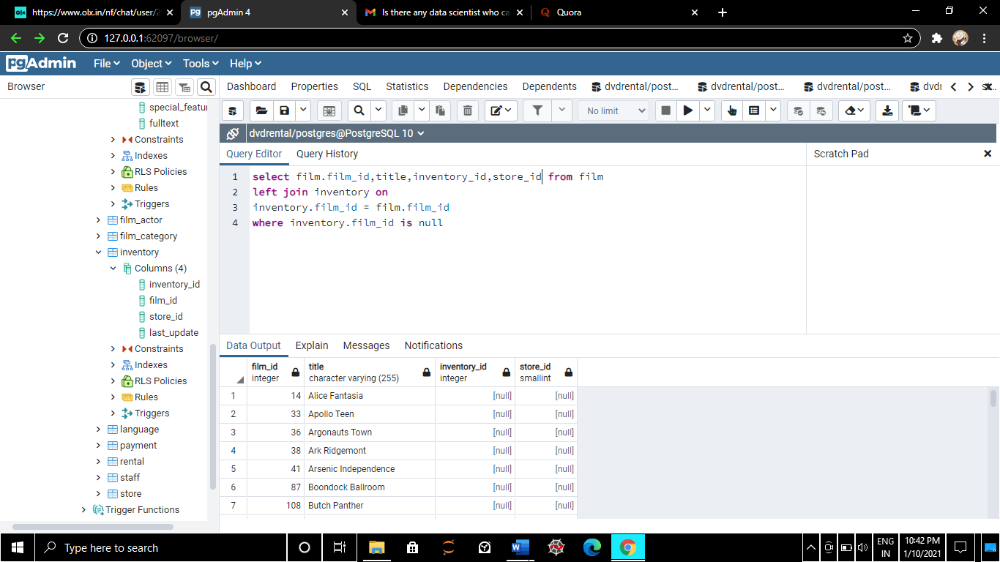 https://www.olx.in/nf/chat/user/2
pgAdmin 4
Is there any data scientist who ca
Quora
127.0.0.1:62097/browser/
pgAdmin
File
Object
Tools
Help
Browser
Dashboard
Properties
SQL
Statistics
Dependencies
Dependents
dvdrental/post...
dvdrental/post...
dvdrental/post...
No limit
dvdrental/postgres@PostgreSQL 10
Query Editor
Query History
Scratch Pad
1 select film.film_id,title,inventory_id,store_id from film
2 left join inventory on
3 inventory.film_id = film.film_id
4 where inventory.film_id is null
special_featur
fulltext
Constraints
Indexes
RLS Policies
Rules
Triggers
film_actor
film_category
inventory
Columns (4)
inventory_id
film_id
store_id
last_update
Constraints
Indexes
RLS Policies
Rules
Triggers
language
payment
rental
staff
store
Trigger Functions
Data Output
Explain
Messages
Notifications
film_id integer
title character varying (255)
inventory_id integer
store_id smallint
1 14 Alice Fantasia [null] [null]
2 33 Apollo Teen [null] [null]
3 36 Argonauts Town [null] [null]
4 38 Ark Ridgemont [null] [null]
5 41 Arsenic Independence [null] [null]
6 87 Boondock Ballroom [null] [null]
7 108 Butch Panther [null] [null]
Type here to search
ENG
IN
10:42 PM
1/10/2021